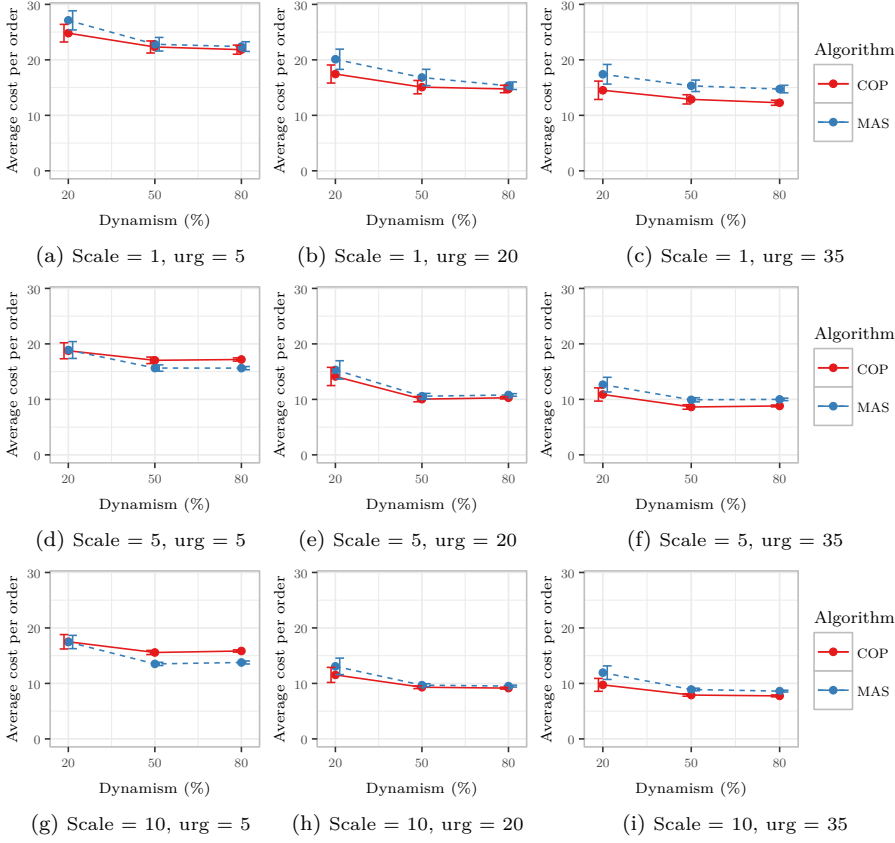 Average cost per order
30
20
10
0
20 50 80
Dynamism (%)
(a) Scale = 1, urg = 5
Average cost per order
30
20
10
0
20 50 80
Dynamism (%)
(b) Scale = 1, urg = 20
Average cost per order
30
20
10
0
20 50 80
Dynamism (%)
(c) Scale = 1, urg = 35
Algorithm
COP
MAS
Average cost per order
30
20
10
0
20 50 80
Dynamism (%)
(d) Scale = 5, urg = 5
Average cost per order
30
20
10
0
20 50 80
Dynamism (%)
(e) Scale = 5, urg = 20
Average cost per order
30
20
10
0
20 50 80
Dynamism (%)
(f) Scale = 5, urg = 35
Algorithm
COP
MAS
Average cost per order
30
20
10
0
20 50 80
Dynamism (%)
(g) Scale = 10, urg = 5
Average cost per order
30
20
10
0
20 50 80
Dynamism (%)
(h) Scale = 10, urg = 20
Average cost per order
30
20
10
0
20 50 80
Dynamism (%)
(i) Scale = 10, urg = 35
Algorithm
COP
MAS